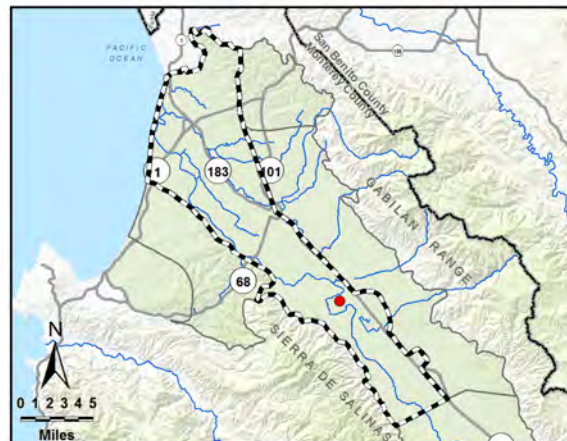 PACIFIC
OCEAN
San Benito County
Monterey County
1
183
101
68
GABILAN RANGE
SIERRA DE SALINAS
N
0 1 2 3 4 5
Miles